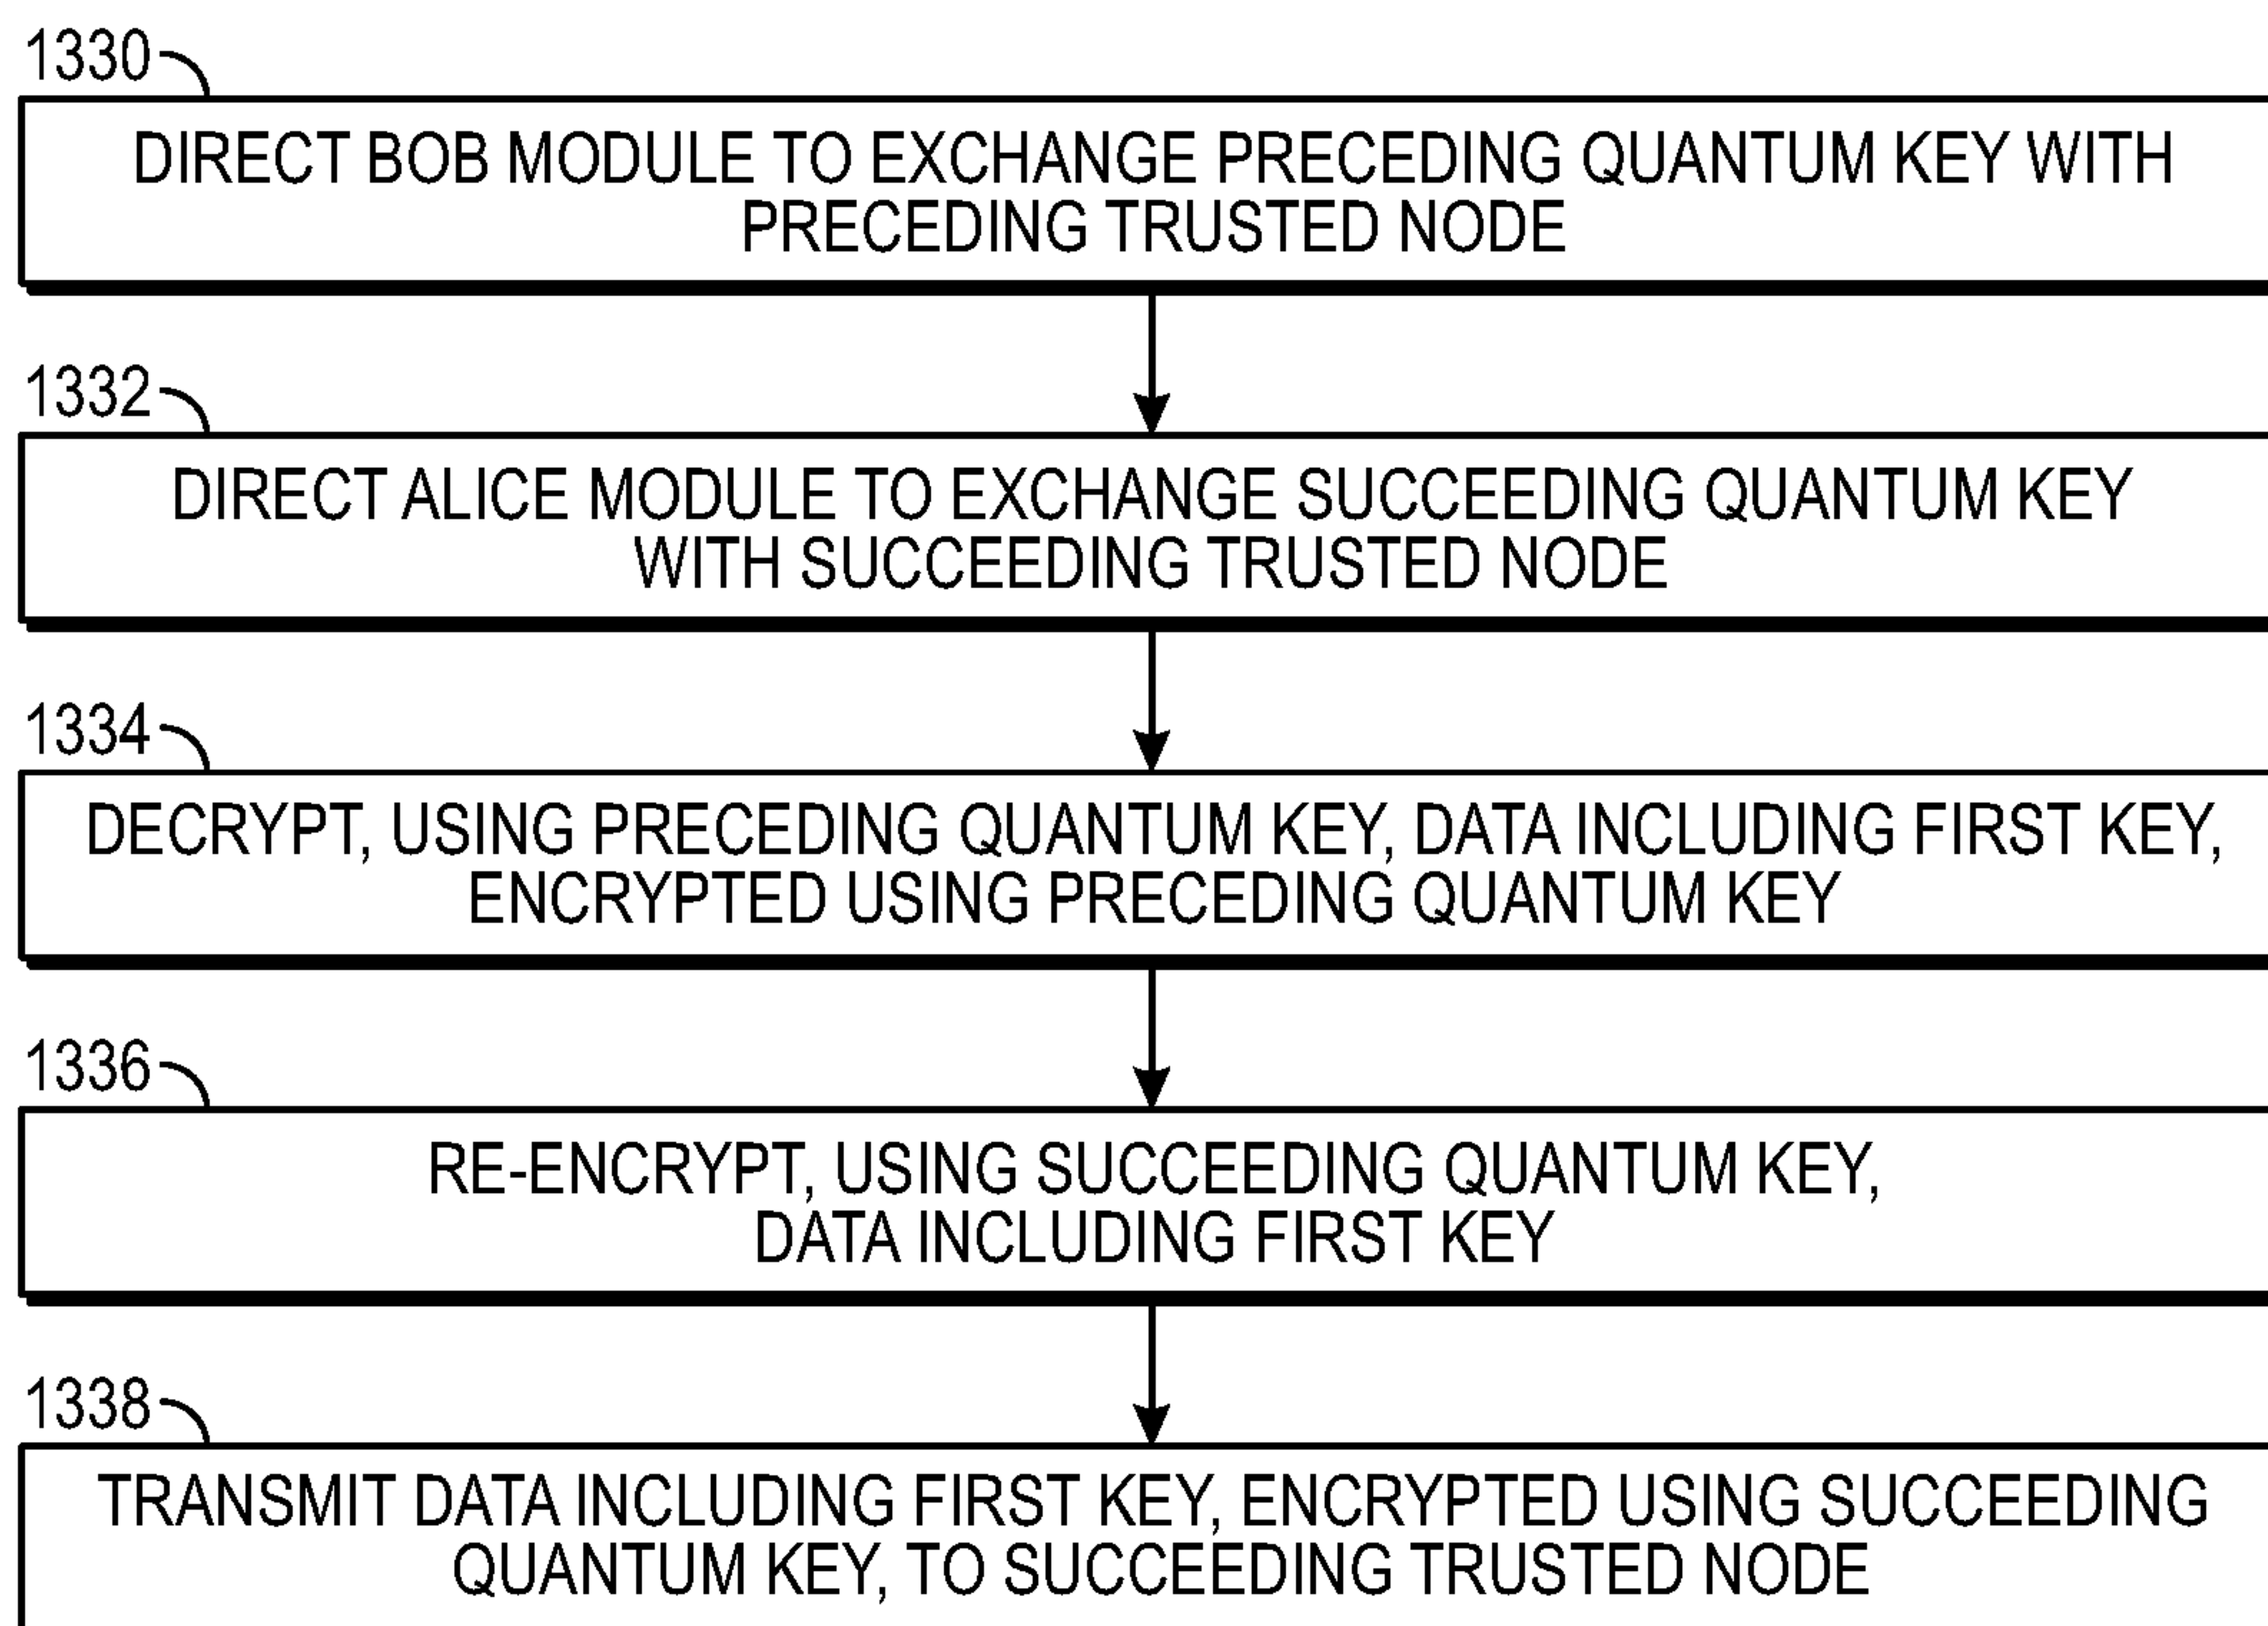 1330
DIRECT BOB MODULE TO EXCHANGE PRECEDING QUANTUM KEY WITH
PRECEDING TRUSTED NODE
1332
DIRECT ALICE MODULE TO EXCHANGE SUCCEEDING QUANTUM KEY
WITH SUCCEEDING TRUSTED NODE
1334
DECRYPT, USING PRECEDING QUANTUM KEY, DATA INCLUDING FIRST KEY,
ENCRYPTED USING PRECEDING QUANTUM KEY
1336
RE-ENCRYPT, USING SUCCEEDING QUANTUM KEY,
DATA INCLUDING FIRST KEY
1338
TRANSMIT DATA INCLUDING FIRST KEY, ENCRYPTED USING SUCCEEDING
QUANTUM KEY, TO SUCCEEDING TRUSTED NODE